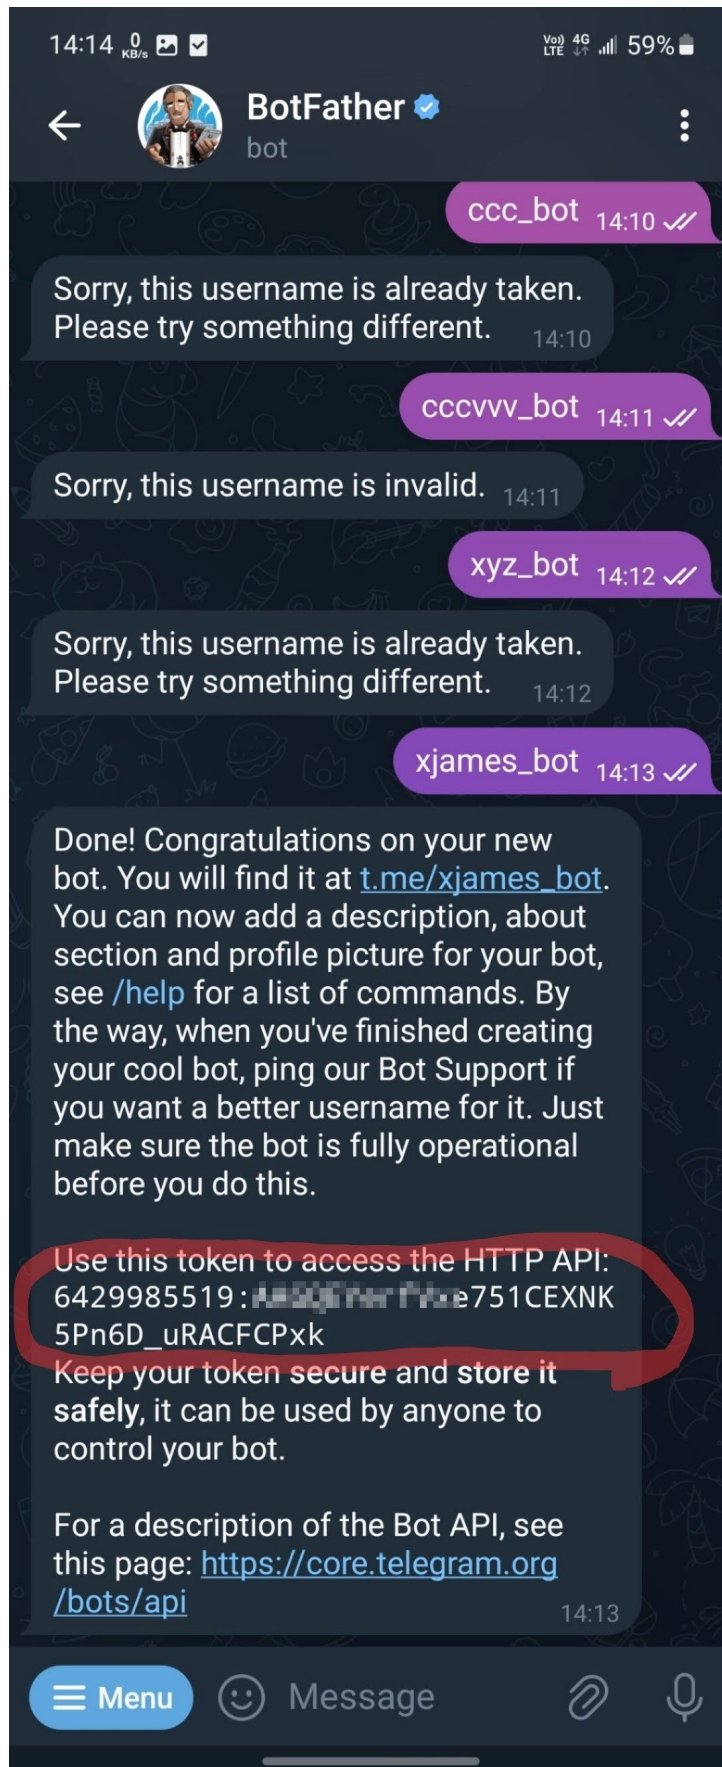 14:14 0 KB/s Voo) LTE 4G 59%
BotFather
bot
ccc_bot 14:10
Sorry, this username is already taken.
Please try something different. 14:10
cccvvv_bot 14:11
Sorry, this username is invalid. 14:11
xyz_bot 14:12
Sorry, this username is already taken.
Please try something different. 14:12
xjames_bot 14:13
Done! Congratulations on your new
bot. You will find it at t.me/xjames_bot.
You can now add a description, about
section and profile picture for your bot,
see /help for a list of commands. By
the way, when you've finished creating
your cool bot, ping our Bot Support if
you want a better username for it. Just
make sure the bot is fully operational
before you do this.
Use this token to access the HTTP API:
6429985519: e751CEXNK
5Pn6D_uRACFCPxk
Keep your token secure and store it
safely, it can be used by anyone to
control your bot.
For a description of the Bot API, see
this page: https://core.telegram.org
/bots/api 14:13
Menu Message